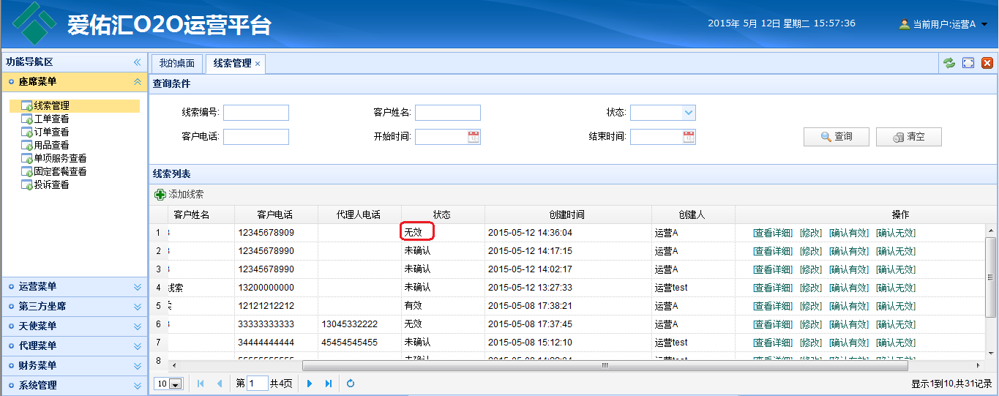 爱佑汇O2O运营平台
2015年 5月 12日 星期二 15:57:36
当前用户:运营A
功能导航区
座席菜单
线索管理
工单查看
订单查看
用品查看
单项服务查看
固定套餐查看
投诉查看
运营菜单
第三方坐席
天使菜单
代理菜单
财务菜单
系统管理
我的桌面 线索管理
查询条件
线索编号: 客户姓名: 状态:
客户电话: 开始时间: 结束时间: 查询 清空
线索列表
添加线索
客户姓名 客户电话 代理人电话 状态 创建时间 创建人 操作
1 12345678909 无效 2015-05-12 14:36:04 运营A [查看详细] [修改] [确认有效] [确认无效]
2 12345678990 未确认 2015-05-12 14:17:15 运营A [查看详细] [修改] [确认有效] [确认无效]
3 12345678990 未确认 2015-05-12 14:02:17 运营A [查看详细] [修改] [确认有效] [确认无效]
4 线索 13200000000 未确认 2015-05-12 13:27:33 运营test [查看详细] [修改] [确认有效] [确认无效]
5 12121212212 有效 2015-05-08 17:38:21 运营A [查看详细] [修改] [确认有效] [确认无效]
6 33333333333 13045332222 无效 2015-05-08 17:37:45 运营A [查看详细] [修改] [确认有效] [确认无效]
7 34444444444 45454545455 未确认 2015-05-08 15:12:10 运营test [查看详细] [修改] [确认有效] [确认无效]
8
10 第 1 共4页 显示1到10,共31记录